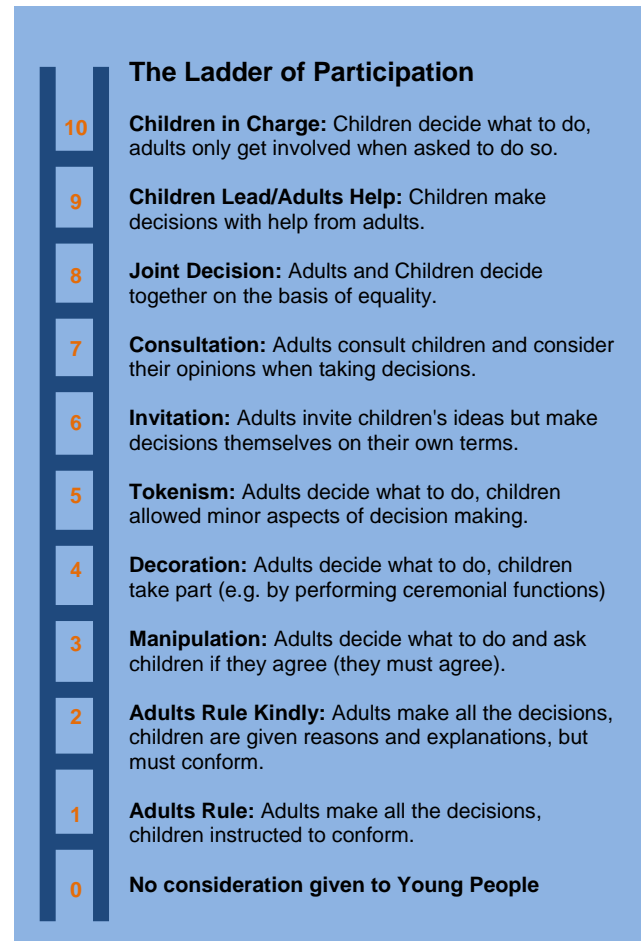 The Ladder of Participation
10 Children in Charge: Children decide what to do,
adults only get involved when asked to do so.
9 Children Lead/Adults Help: Children make
decisions with help from adults.
8 Joint Decision: Adults and Children decide
together on the basis of equality.
7 Consultation: Adults consult children and consider
their opinions when taking decisions.
6 Invitation: Adults invite children's ideas but make
decisions themselves on their own terms.
5 Tokenism: Adults decide what to do, children
allowed minor aspects of decision making.
4 Decoration: Adults decide what to do, children
take part (e.g. by performing ceremonial functions)
3 Manipulation: Adults decide what to do and ask
children if they agree (they must agree).
2 Adults Rule Kindly: Adults make all the decisions,
children are given reasons and explanations, but
must conform.
1 Adults Rule: Adults make all the decisions,
children instructed to conform.
0 No consideration given to Young People